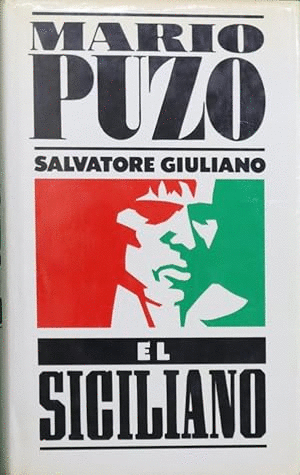 MARIO
PUZO
SALVATORE GIULIANO
EL
SICILIANO